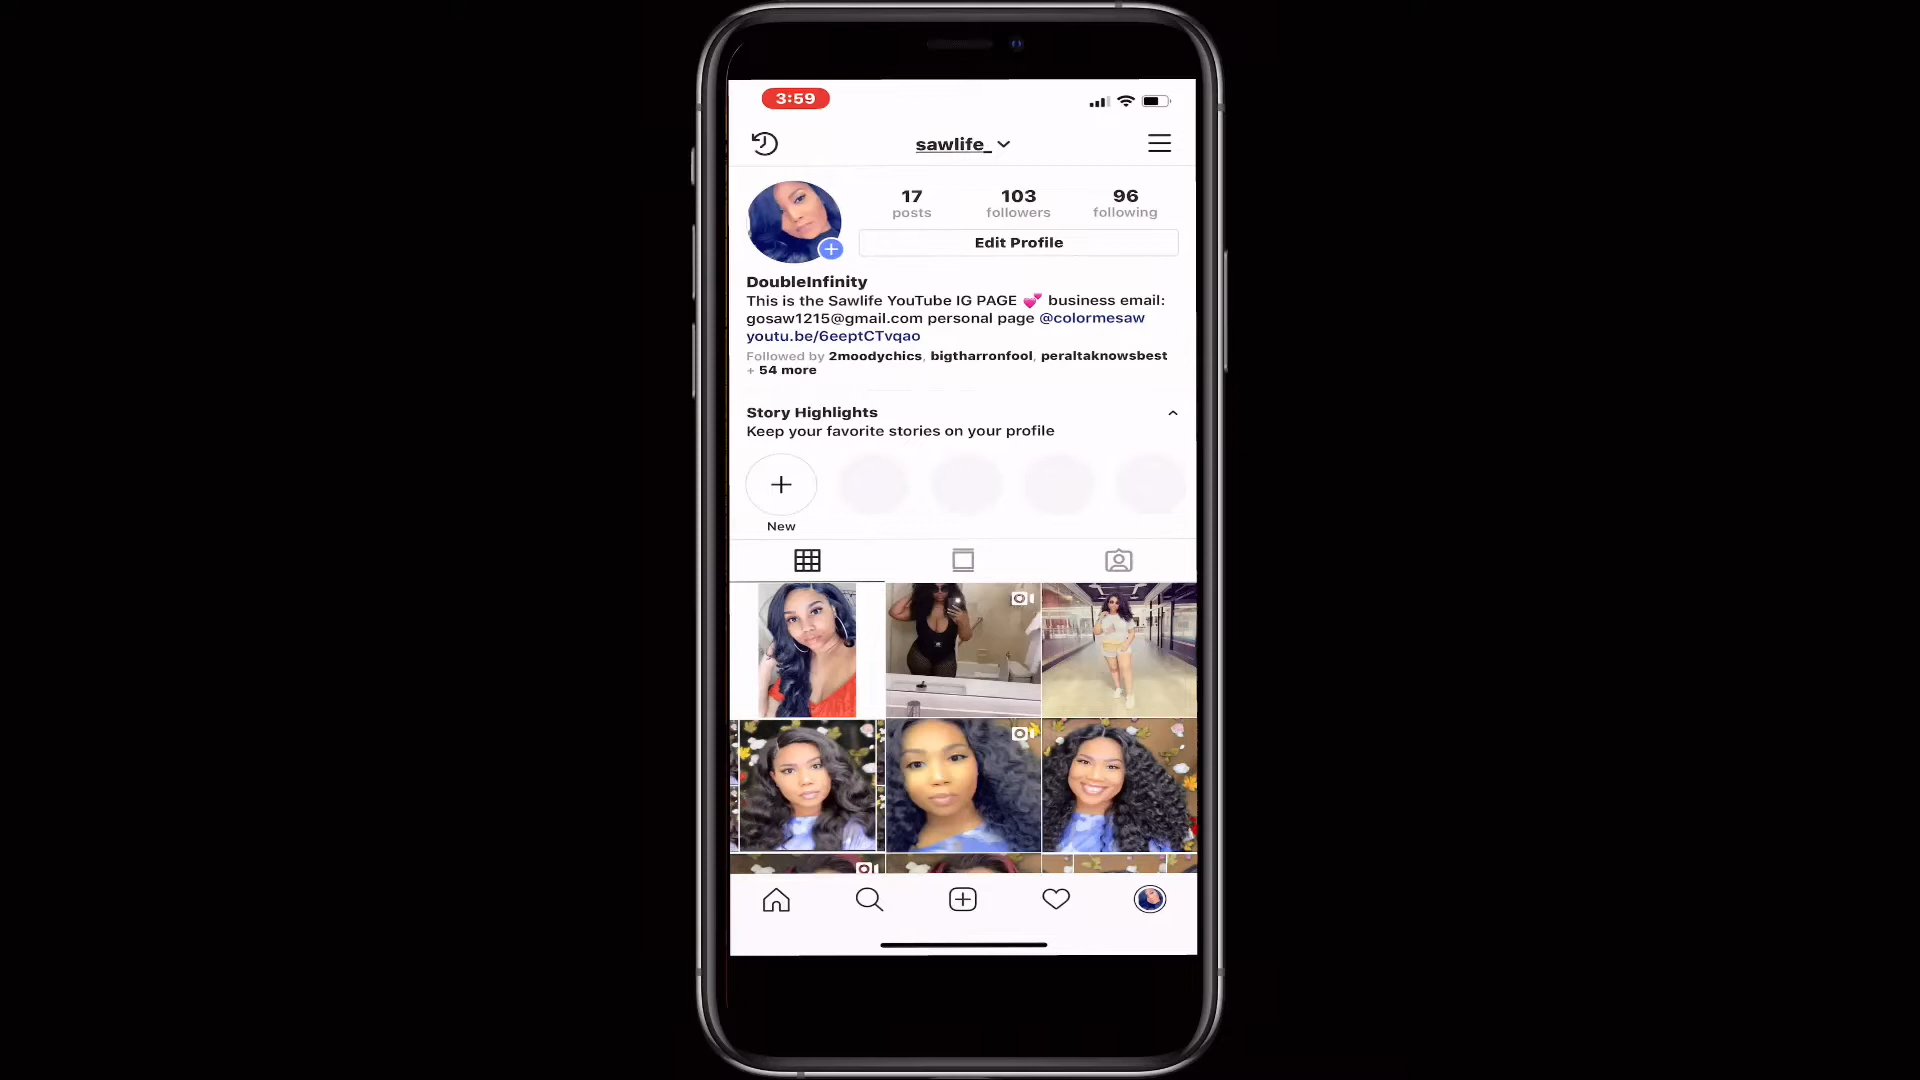 3:59
sawlife_
17 103 96
posts followers following
Edit Profile
DoubleInfinity
This is the Sawlife YouTube IG PAGE 💕 business email:
gosaw1215@gmail.com personal page @colormesaw
youtu.be/6eeptCTvqao
Followed by 2moodychics, bigtharronfool, peraltaknowsbest
+ 54 more
Story Highlights
Keep your favorite stories on your profile
New